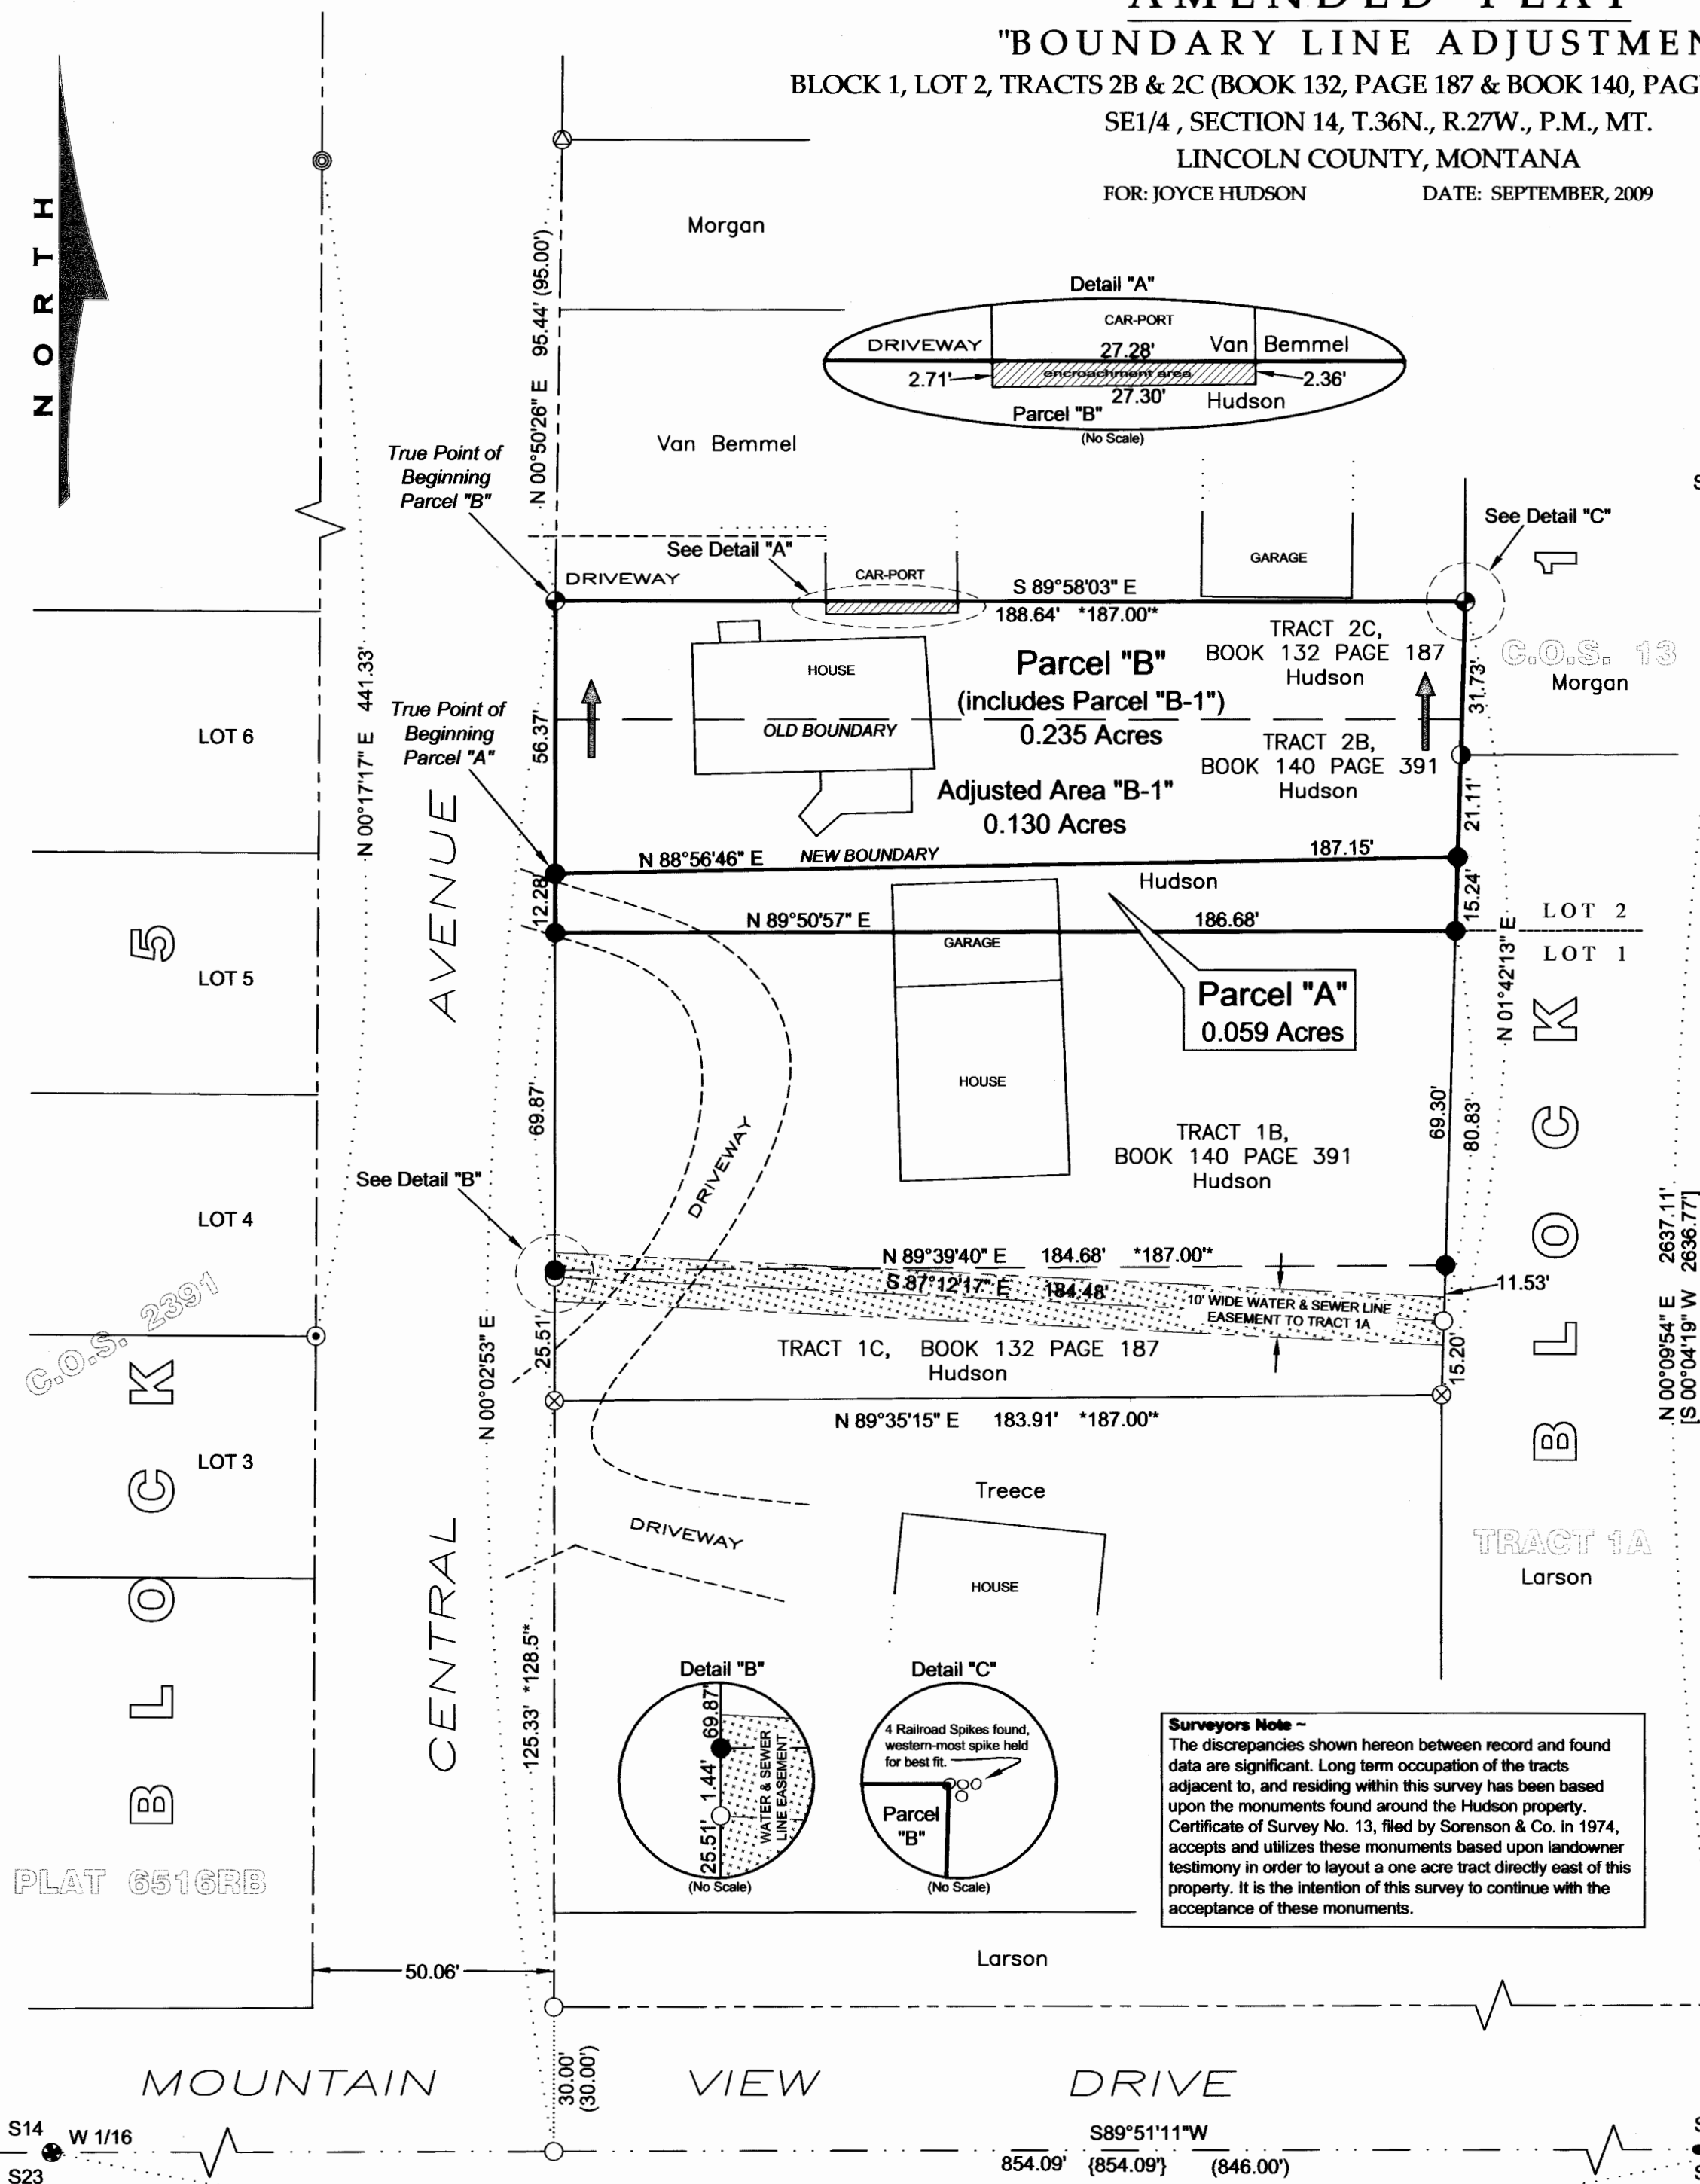 AMENDED PLAT
"BOUNDARY LINE ADJUSTMEN
BLOCK 1, LOT 2, TRACTS 2B & 2C (BOOK 132, PAGE 187 & BOOK 140, PAG
SE1/4 , SECTION 14, T.36N., R.27W., P.M., MT.
LINCOLN COUNTY, MONTANA
FOR: JOYCE HUDSON DATE: SEPTEMBER, 2009
NORTH
Morgan
N 00°50'26" E 95.44' (95.00')
Detail "A"
CAR-PORT
DRIVEWAY 27.28' Van Bemmel
2.71' encroachment area 2.36'
27.30' Hudson
Parcel "B"
(No Scale)
Van Bemmel
True Point of
Beginning
Parcel "B"
See Detail "C"
See Detail "A"
GARAGE
CAR-PORT
DRIVEWAY
S 89°58'03" E
188.64' *187.00'*
1
HOUSE
Parcel "B"
(includes Parcel "B-1")
0.235 Acres
TRACT 2C,
BOOK 132 PAGE 187
Hudson
31.73'
C.O.S. 13
Morgan
N 00°17'17" E 441.33'
True Point of
Beginning
Parcel "A"
56.37'
OLD BOUNDARY
TRACT 2B,
BOOK 140 PAGE 391
Hudson
LOT 6
Adjusted Area "B-1"
0.130 Acres
21.11'
N 88°56'46" E NEW BOUNDARY 187.15'
Hudson
12.28'
15.24'
N 89°50'57" E 186.68'
LOT 2
LOT 1
GARAGE
5
LOT 5
AVENUE
Parcel "A"
0.059 Acres
N 01°42'13" E
HOUSE
69.87'
69.30'
80.83'
DRIVEWAY
TRACT 1B,
BOOK 140 PAGE 391
Hudson
BLOCK
See Detail "B"
LOT 4
N 00°09'54" E 2637.11'
[S 00°04'19" W 2636.77']
N 89°39'40" E 184.68' *187.00'*
S 87°12'17" E 184.48'
11.53'
10' WIDE WATER & SEWER LINE
EASEMENT TO TRACT 1A
C.O.S. 2391
N 00°02'53" E
25.51'
TRACT 1C, BOOK 132 PAGE 187
Hudson
15.20'
N 89°35'15" E 183.91' *187.00'*
BLOCK
LOT 3
Treece
DRIVEWAY
HOUSE
TRACT 1A
Larson
CENTRAL
125.33' *128.5'*
Detail "B"
69.87'
1.44'
25.51'
WATER & SEWER
LINE EASEMENT
(No Scale)
Detail "C"
4 Railroad Spikes found,
western-most spike held
for best fit.
Parcel
"B"
(No Scale)
Surveyors Note ~
The discrepancies shown hereon between record and found
data are significant. Long term occupation of the tracts
adjacent to, and residing within this survey has been based
upon the monuments found around the Hudson property.
Certificate of Survey No. 13, filed by Sorenson & Co. in 1974,
accepts and utilizes these monuments based upon landowner
testimony in order to layout a one acre tract directly east of this
property. It is the intention of this survey to continue with the
acceptance of these monuments.
PLAT 6516RB
Larson
50.06'
30.00'
(30.00')
MOUNTAIN VIEW DRIVE
S14 W 1/16
S23
S89°51'11"W
854.09' {854.09'} (846.00')